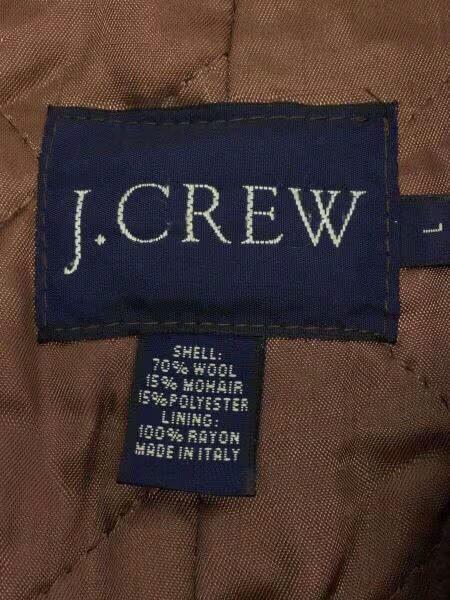 J.CREW
L
SHELL:
70% WOOL
15% MOHAIR
15% POLYESTER
LINING:
100% RAYON
MADE IN ITALY